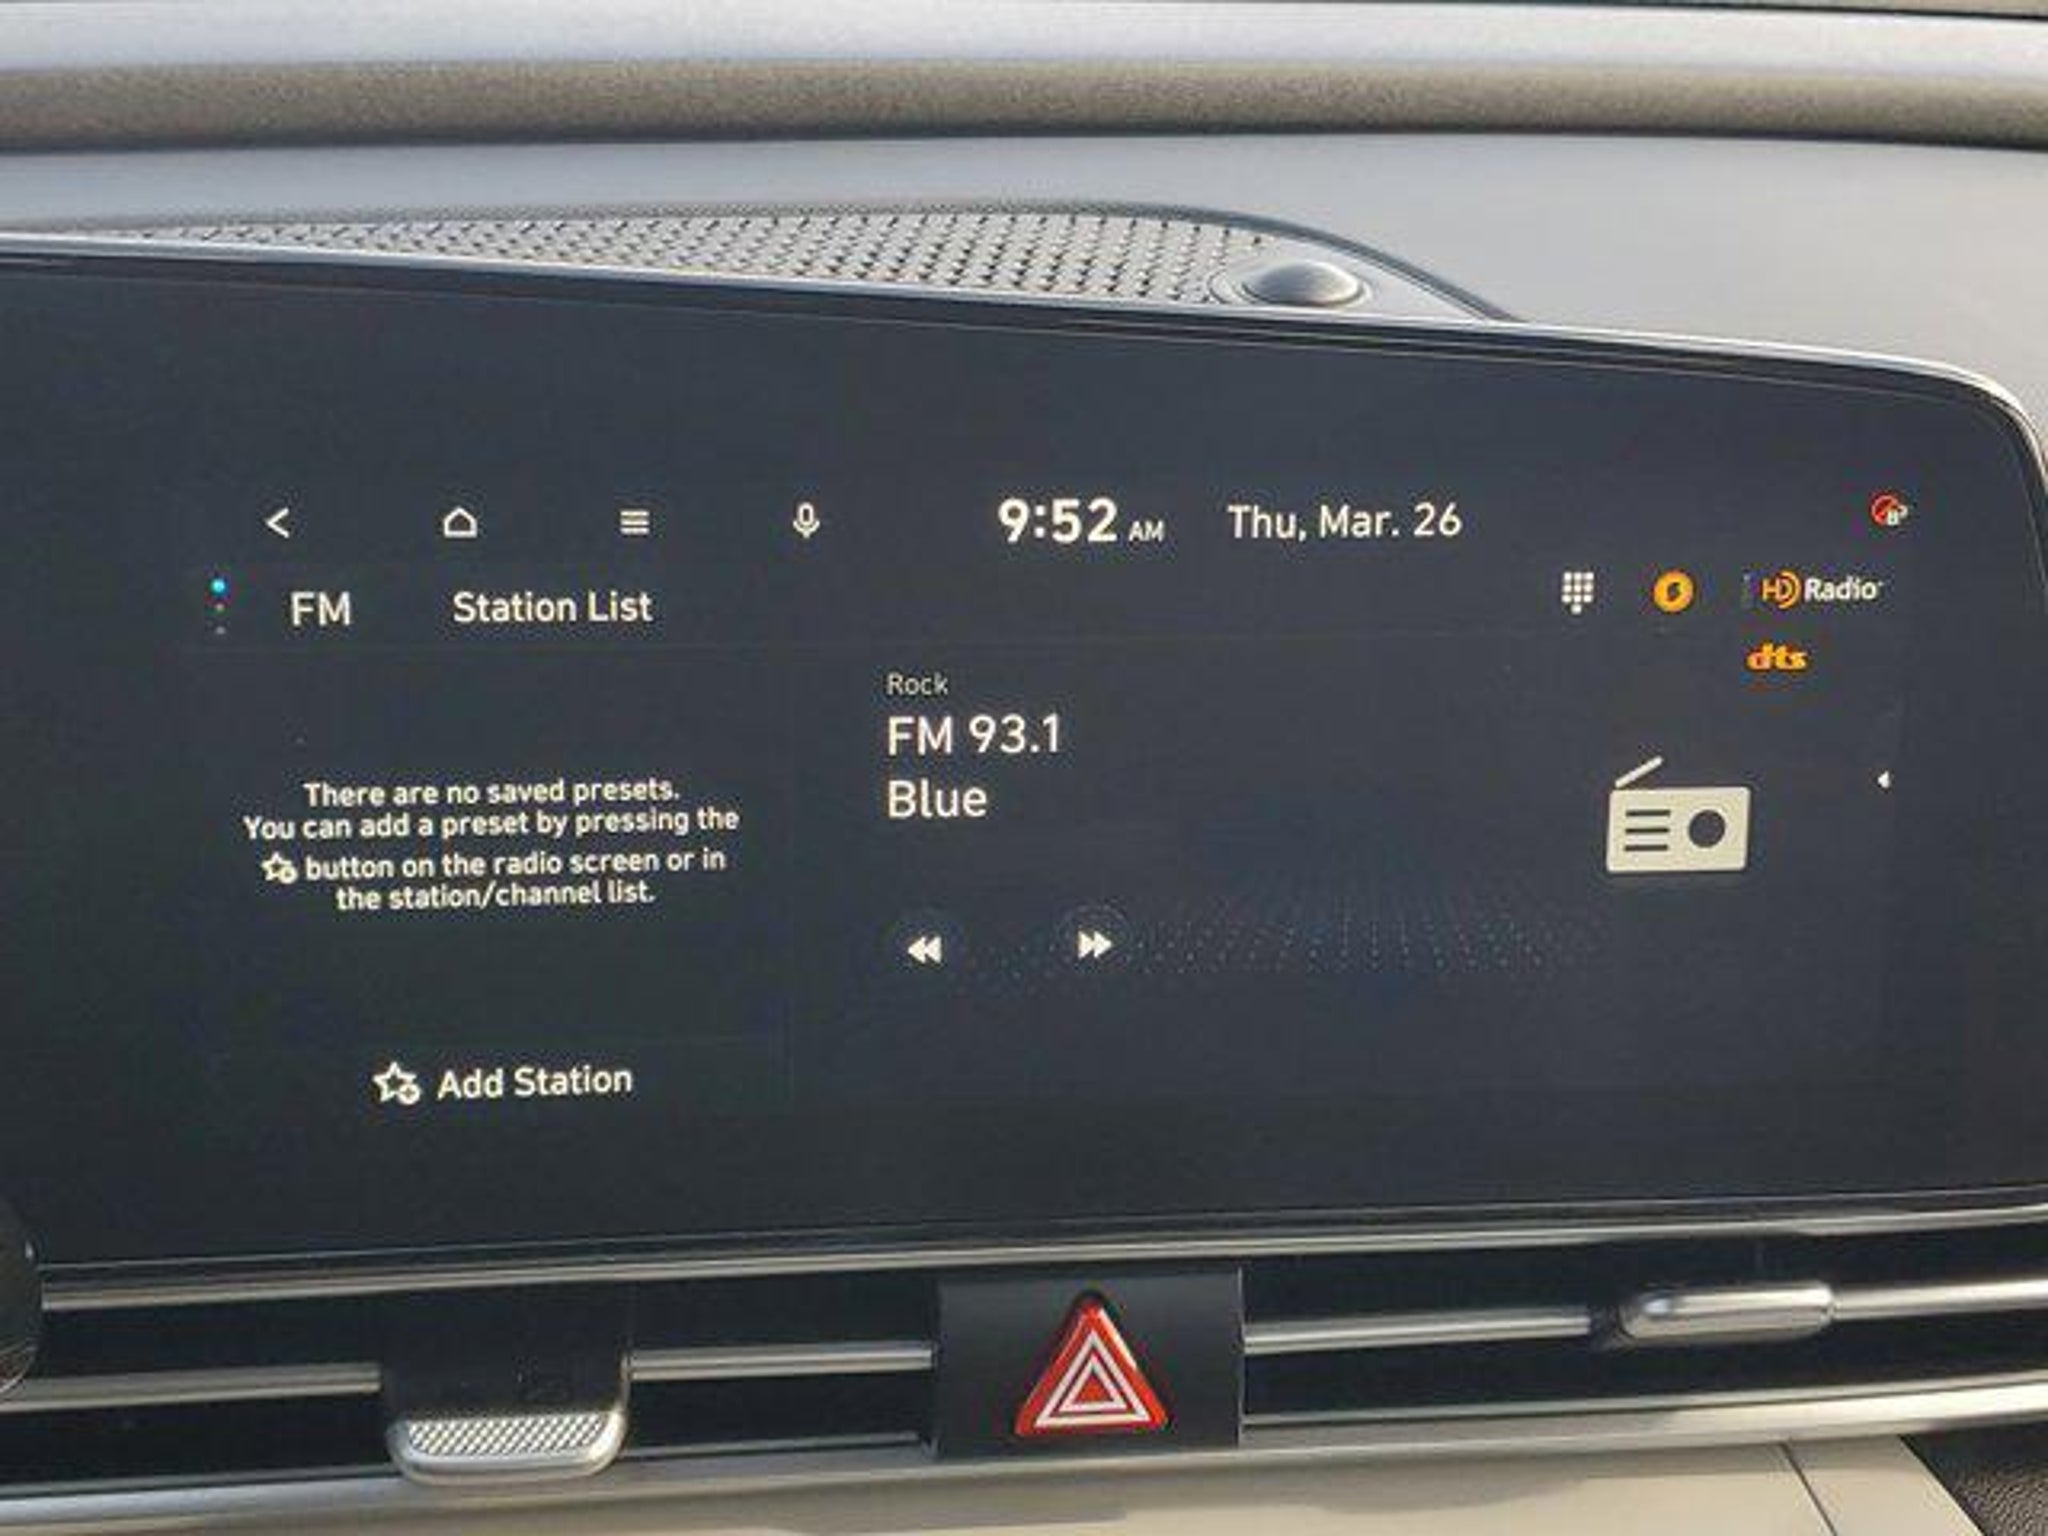 9:52 AM Thu, Mar. 26
FM Station List
HD Radio
dts
Rock
FM 93.1
Blue
There are no saved presets.
You can add a preset by pressing the
button on the radio screen or in
the station/channel list.
Add Station